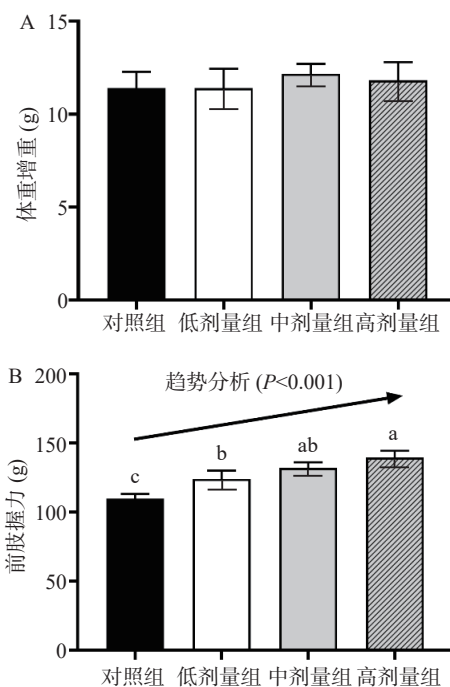 A
15
10
5
0
体重增重 (g)
对照组 低剂量组 中剂量组 高剂量组
B
200
150
100
50
0
前肢握力 (g)
趋势分析 (P<0.001)
c b ab a
对照组 低剂量组 中剂量组 高剂量组